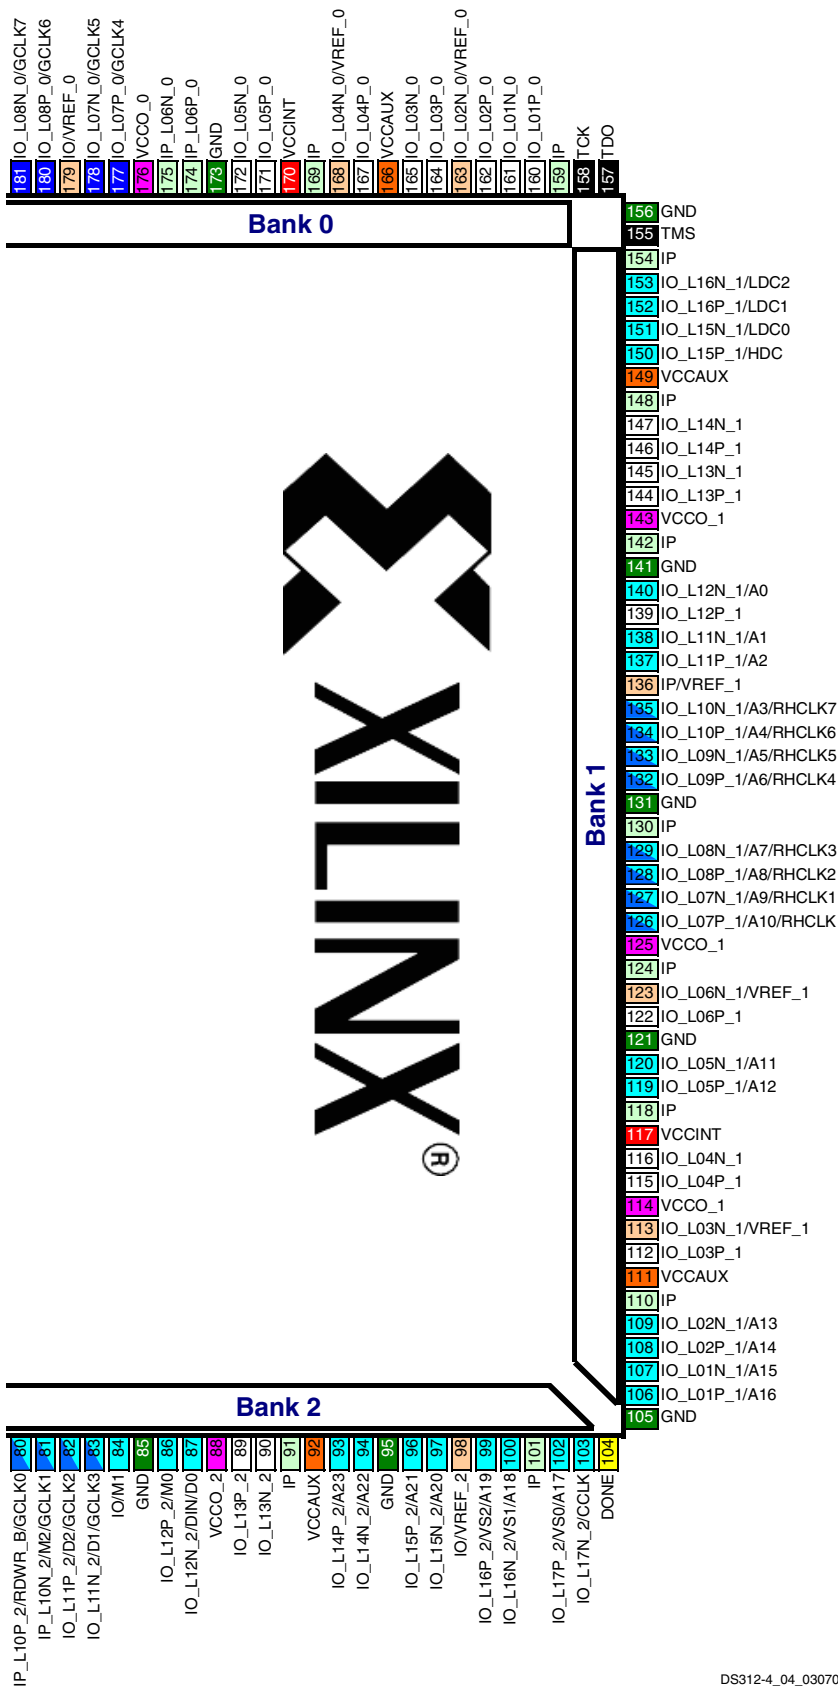 181 IO_L08N_0/GCLK7
180 IO_L08P_0/GCLK6
179 IO/VREF_0
178 IO_L07N_0/GCLK5
177 IO_L07P_0/GCLK4
176 VCCO_0
175 IP_L06N_0
174 IP_L06P_0
173 GND
172 IO_L05N_0
171 IO_L05P_0
170 VCCINT
169 IP
168 IO_L04N_0/VREF_0
167 IO_L04P_0
166 VCCAUX
165 IO_L03N_0
164 IO_L03P_0
163 IO_L02N_0/VREF_0
162 IO_L02P_0
161 IO_L01N_0
160 IO_L01P_0
159 IP
158 TCK
157 TDO
Bank 0
156 GND
155 TMS
154 IP
153 IO_L16N_1/LDC2
152 IO_L16P_1/LDC1
151 IO_L15N_1/LDC0
150 IO_L15P_1/HDC
149 VCCAUX
148 IP
147 IO_L14N_1
146 IO_L14P_1
145 IO_L13N_1
144 IO_L13P_1
143 VCCO_1
142 IP
141 GND
140 IO_L12N_1/A0
139 IO_L12P_1
138 IO_L11N_1/A1
137 IO_L11P_1/A2
136 IP/VREF_1
135 IO_L10N_1/A3/RHCLK7
134 IO_L10P_1/A4/RHCLK6
133 IO_L09N_1/A5/RHCLK5
132 IO_L09P_1/A6/RHCLK4
131 GND
130 IP
129 IO_L08N_1/A7/RHCLK3
128 IO_L08P_1/A8/RHCLK2
127 IO_L07N_1/A9/RHCLK1
126 IO_L07P_1/A10/RHCLK
125 VCCO_1
124 IP
123 IO_L06N_1/VREF_1
122 IO_L06P_1
121 GND
120 IO_L05N_1/A11
119 IO_L05P_1/A12
118 IP
117 VCCINT
116 IO_L04N_1
115 IO_L04P_1
114 VCCO_1
113 IO_L03N_1/VREF_1
112 IO_L03P_1
111 VCCAUX
110 IP
109 IO_L02N_1/A13
108 IO_L02P_1/A14
107 IO_L01N_1/A15
106 IO_L01P_1/A16
105 GND
Bank 1
XILINX®
Bank 2
IP_L10P_2/RDWR_B/GCLK0 80
IP_L10N_2/M2/GCLK1 81
IO_L11P_2/D2/GCLK2 82
IO_L11N_2/D1/GCLK3 83
IO/M1 84
GND 85
IO_L12P_2/M0 86
IO_L12N_2/DIN/D0 87
VCCO_2 88
IO_L13P_2 89
IO_L13N_2 90
IP 91
VCCAUX 92
IO_L14P_2/A23 93
IO_L14N_2/A22 94
GND 95
IO_L15P_2/A21 96
IO_L15N_2/A20 97
IO/VREF_2 98
IO_L16P_2/VS2/A19 99
IO_L16N_2/VS1/A18 100
IP 101
IO_L17P_2/VS0/A17 102
IO_L17N_2/CCLK 103
DONE 104
DS312-4_04_03070